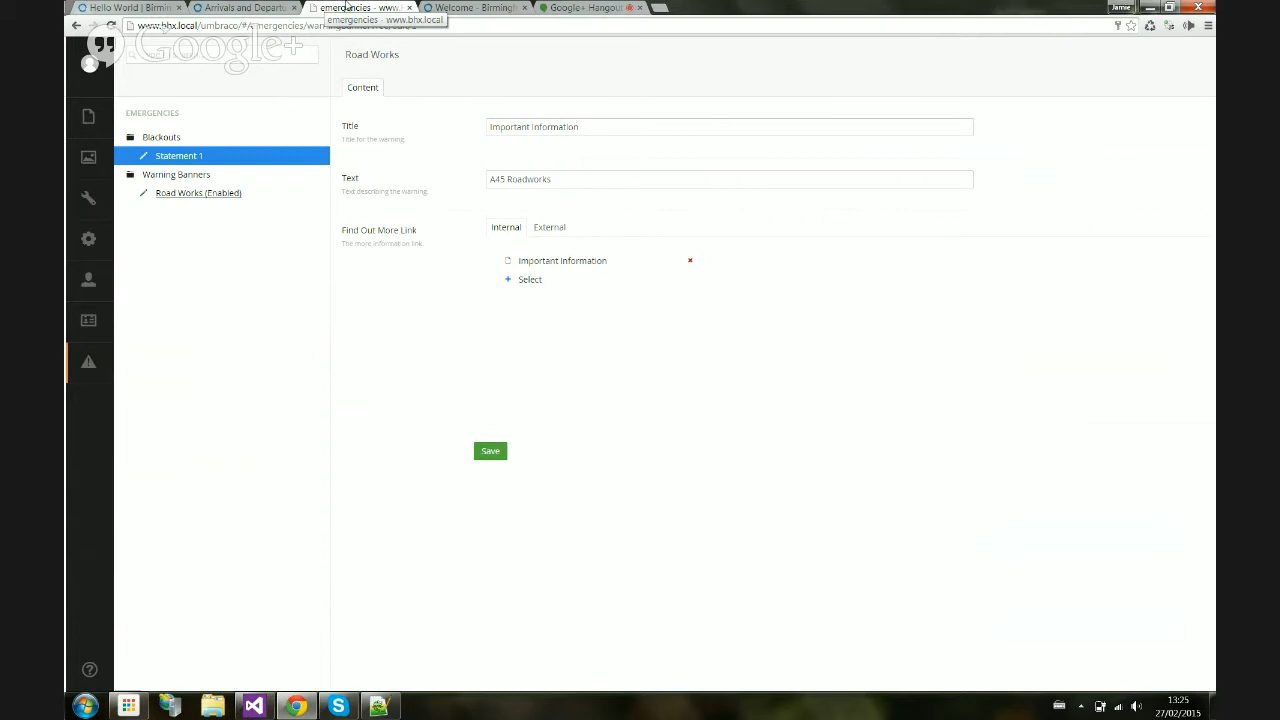 Hello World | Birming
Arrivals and Departu
emergencies - www.
Welcome - Birmingh
Google+ Hangout
Jamie
emergencies - www.bhx.local
Google+
Road Works
Content
EMERGENCIES
Blackouts
Statement 1
Warning Banners
Road Works (Enabled)
Title
Title for the warning.
Important Information
Text
Text describing the warning.
A45 Roadworks
Find Out More Link
The more information link.
Internal
External
Important Information
Select
Save
13:25
27/02/2015